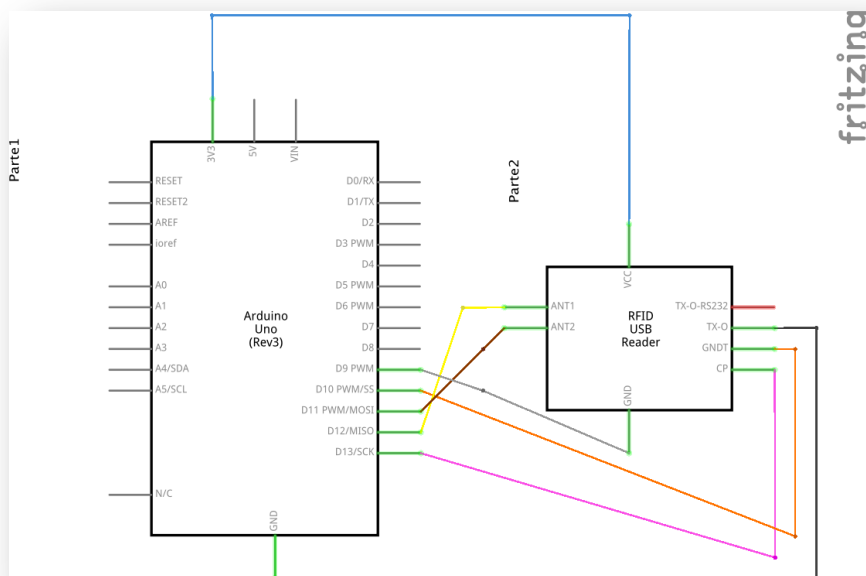 fritzing
Parte1
3V3
5V
VIN
RESET
RESET2
AREF
ioref
A0
A1
A2
A3
A4/SDA
A5/SCL
N/C
Arduino
Uno
(Rev3)
D0/RX
D1/TX
D2
D3 PWM
D4
D5 PWM
D6 PWM
D7
D8
D9 PWM
D10 PWM/SS
D11 PWM/MOSI
D12/MISO
D13/SCK
GND
Parte2
VCC
ANT1
ANT2
RFID
USB
Reader
TX-O-RS232
TX-O
GNDT
CP
GND